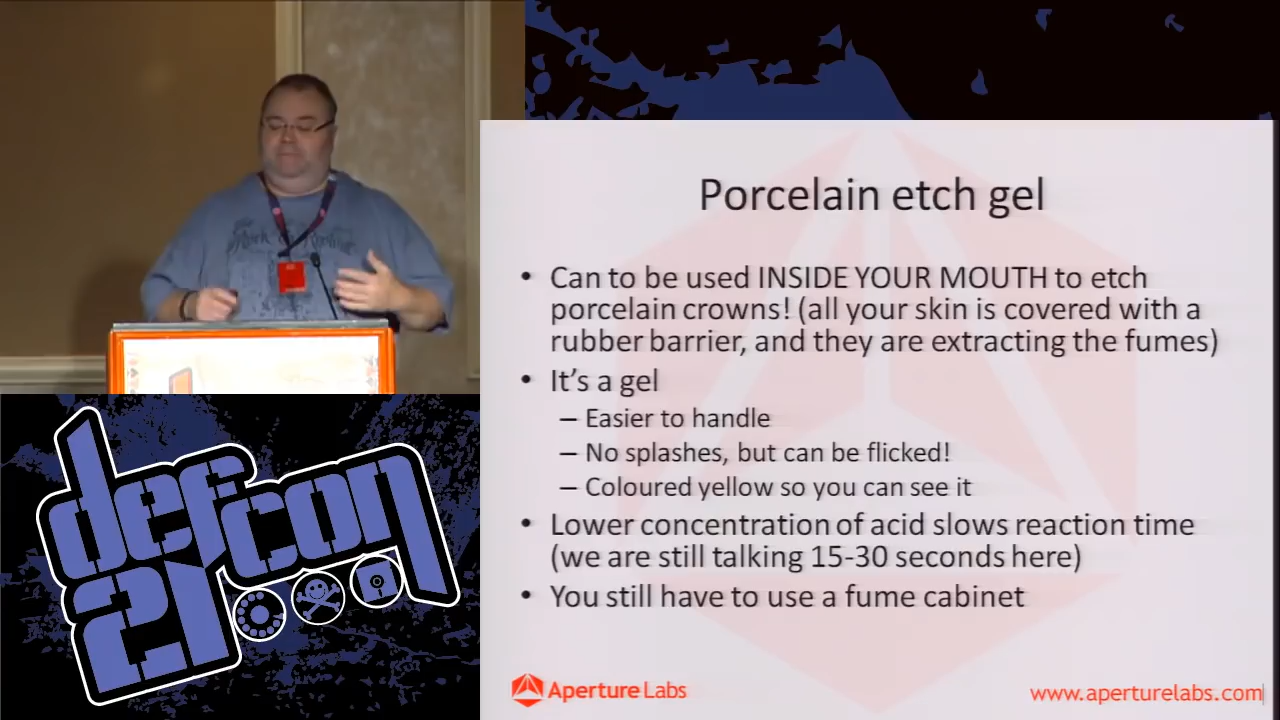 Porcelain etch gel
• Can to be used INSIDE YOUR MOUTH to etch
porcelain crowns! (all your skin is covered with a
rubber barrier, and they are extracting the fumes)
• It's a gel
– Easier to handle
– No splashes, but can be flicked!
– Coloured yellow so you can see it
• Lower concentration of acid slows reaction time
(we are still talking 15-30 seconds here)
• You still have to use a fume cabinet
Aperture Labs
www.aperturelabs.com
defcon
21